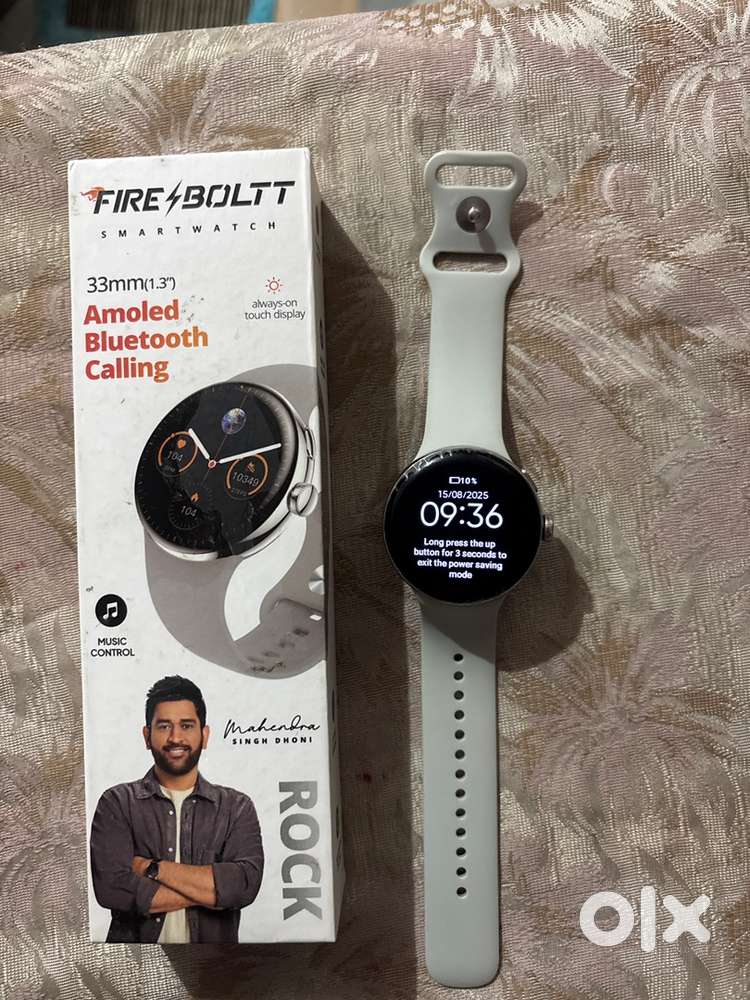 FIRE BOLTT
SMARTWATCH
33mm(1.3")
Amoled
Bluetooth
Calling
always-on
touch display
104
10349
STEPS
104
MUSIC
CONTROL
Mahendra
SINGH DHONI
ROCK
10%
15/08/2025
09:36
Long press the up
button for 3 seconds to
exit the power saving
mode
olx